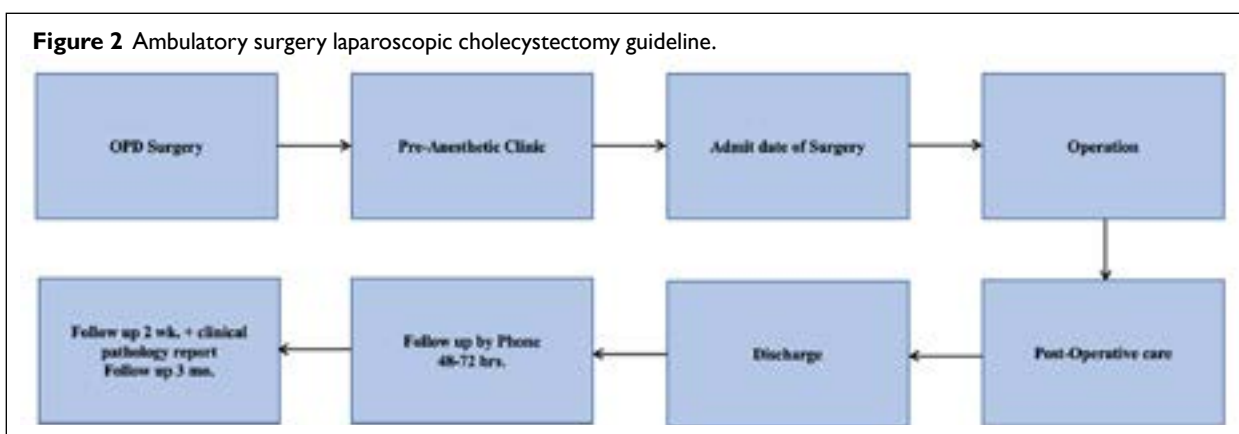 Figure 2 Ambulatory surgery laparoscopic cholecystectomy guideline.
OPD Surgery
Pre-Anesthetic Clinic
Admit date of Surgery
Operation
Post-Operative care
Discharge
Follow up by Phone
48-72 hrs.
Follow up 2 wk. + clinical
pathology report
Follow up 3 mo.